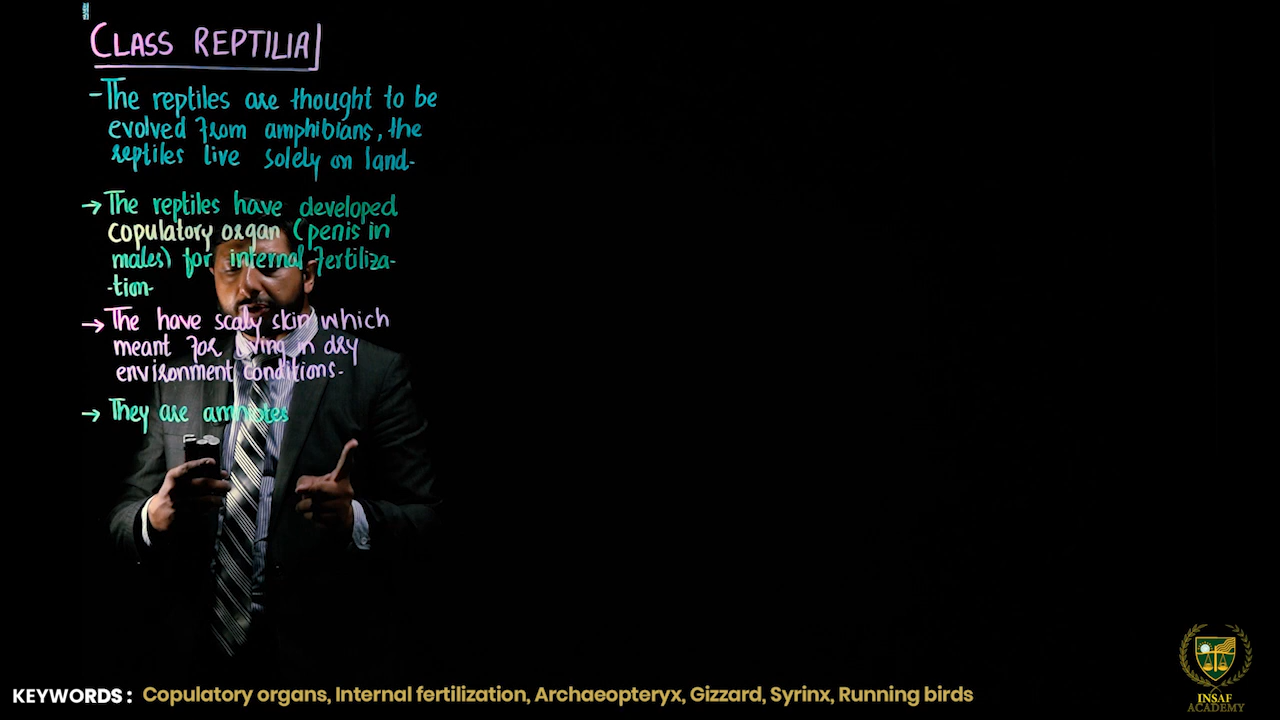 CLASS REPTILIA
- The reptiles are thought to be
evolved from amphibians, the
reptiles live solely on land.
→ The reptiles have developed
copulatory organ (penis in
males) for internal fertiliza-
-tion.
→ The have scaly skin which
meant for living in dry
environment conditions.
→ They are amniotes
KEYWORDS : Copulatory organs, Internal fertilization, Archaeopteryx, Gizzard, Syrinx, Running birds
INSAF
ACADEMY